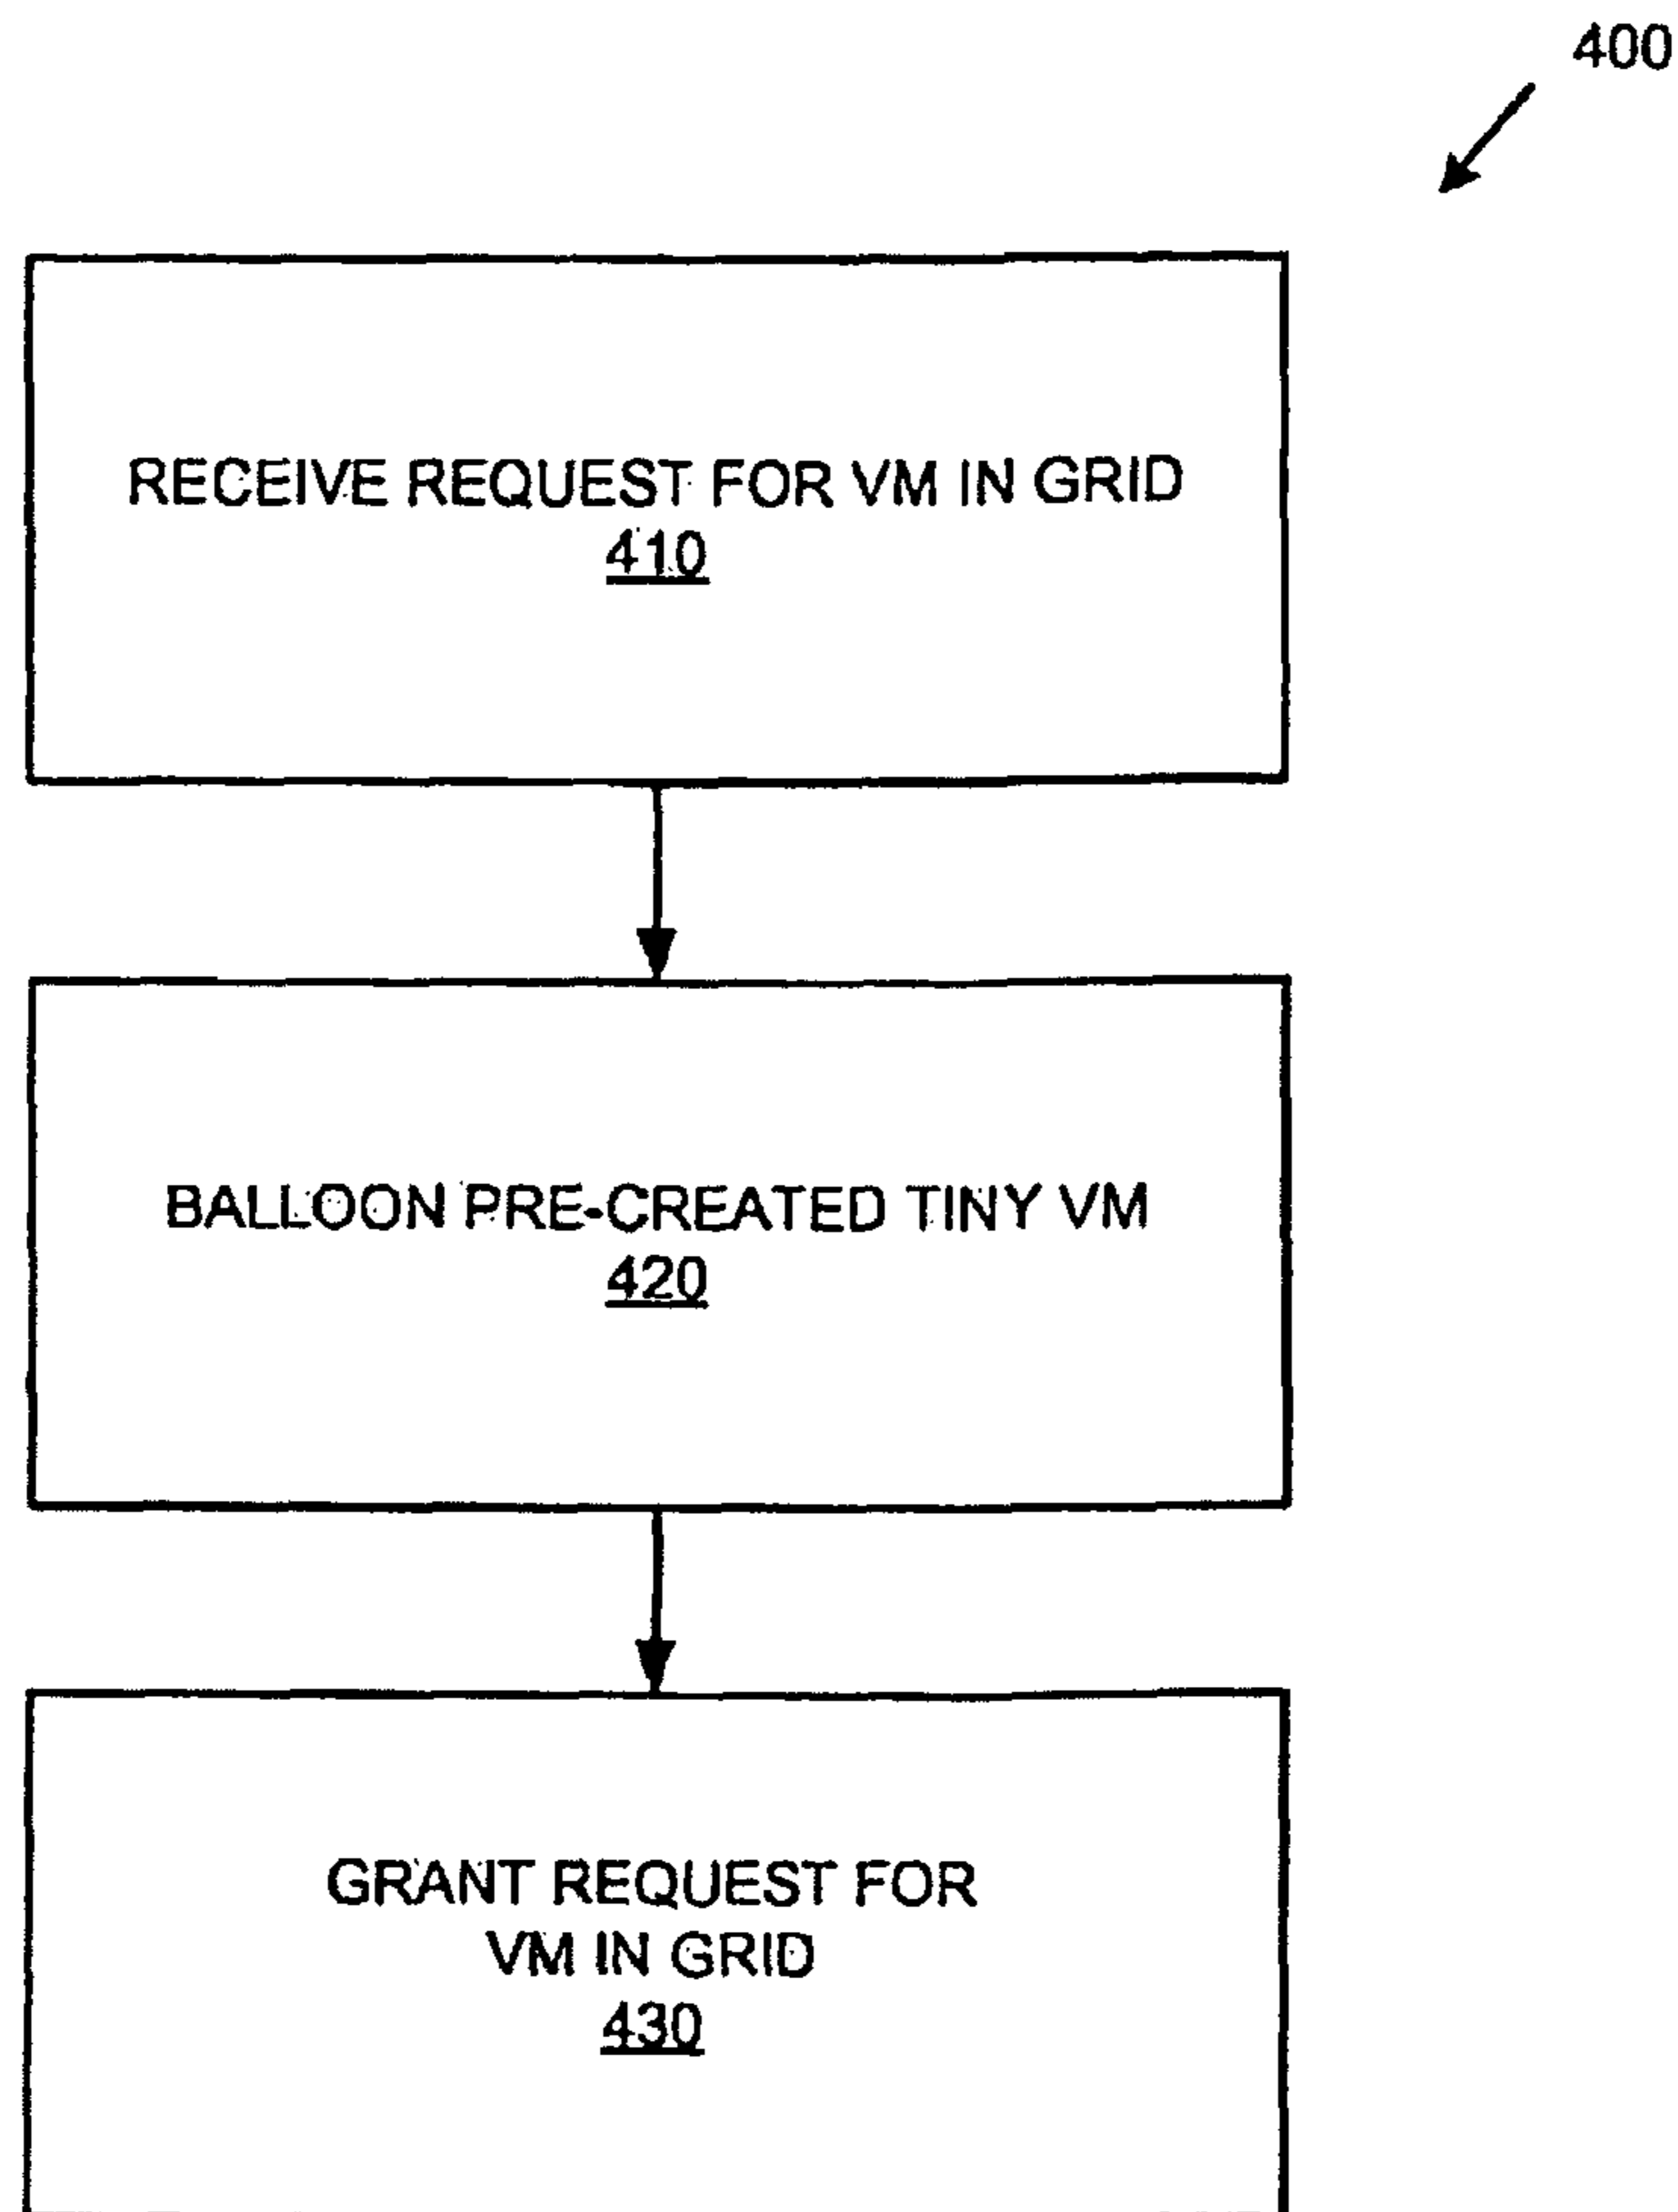 400
RECEIVE REQUEST FOR VM IN GRID
410
BALLOON PRE-CREATED TINY VM
420
GRANT REQUEST FOR
VM IN GRID
430